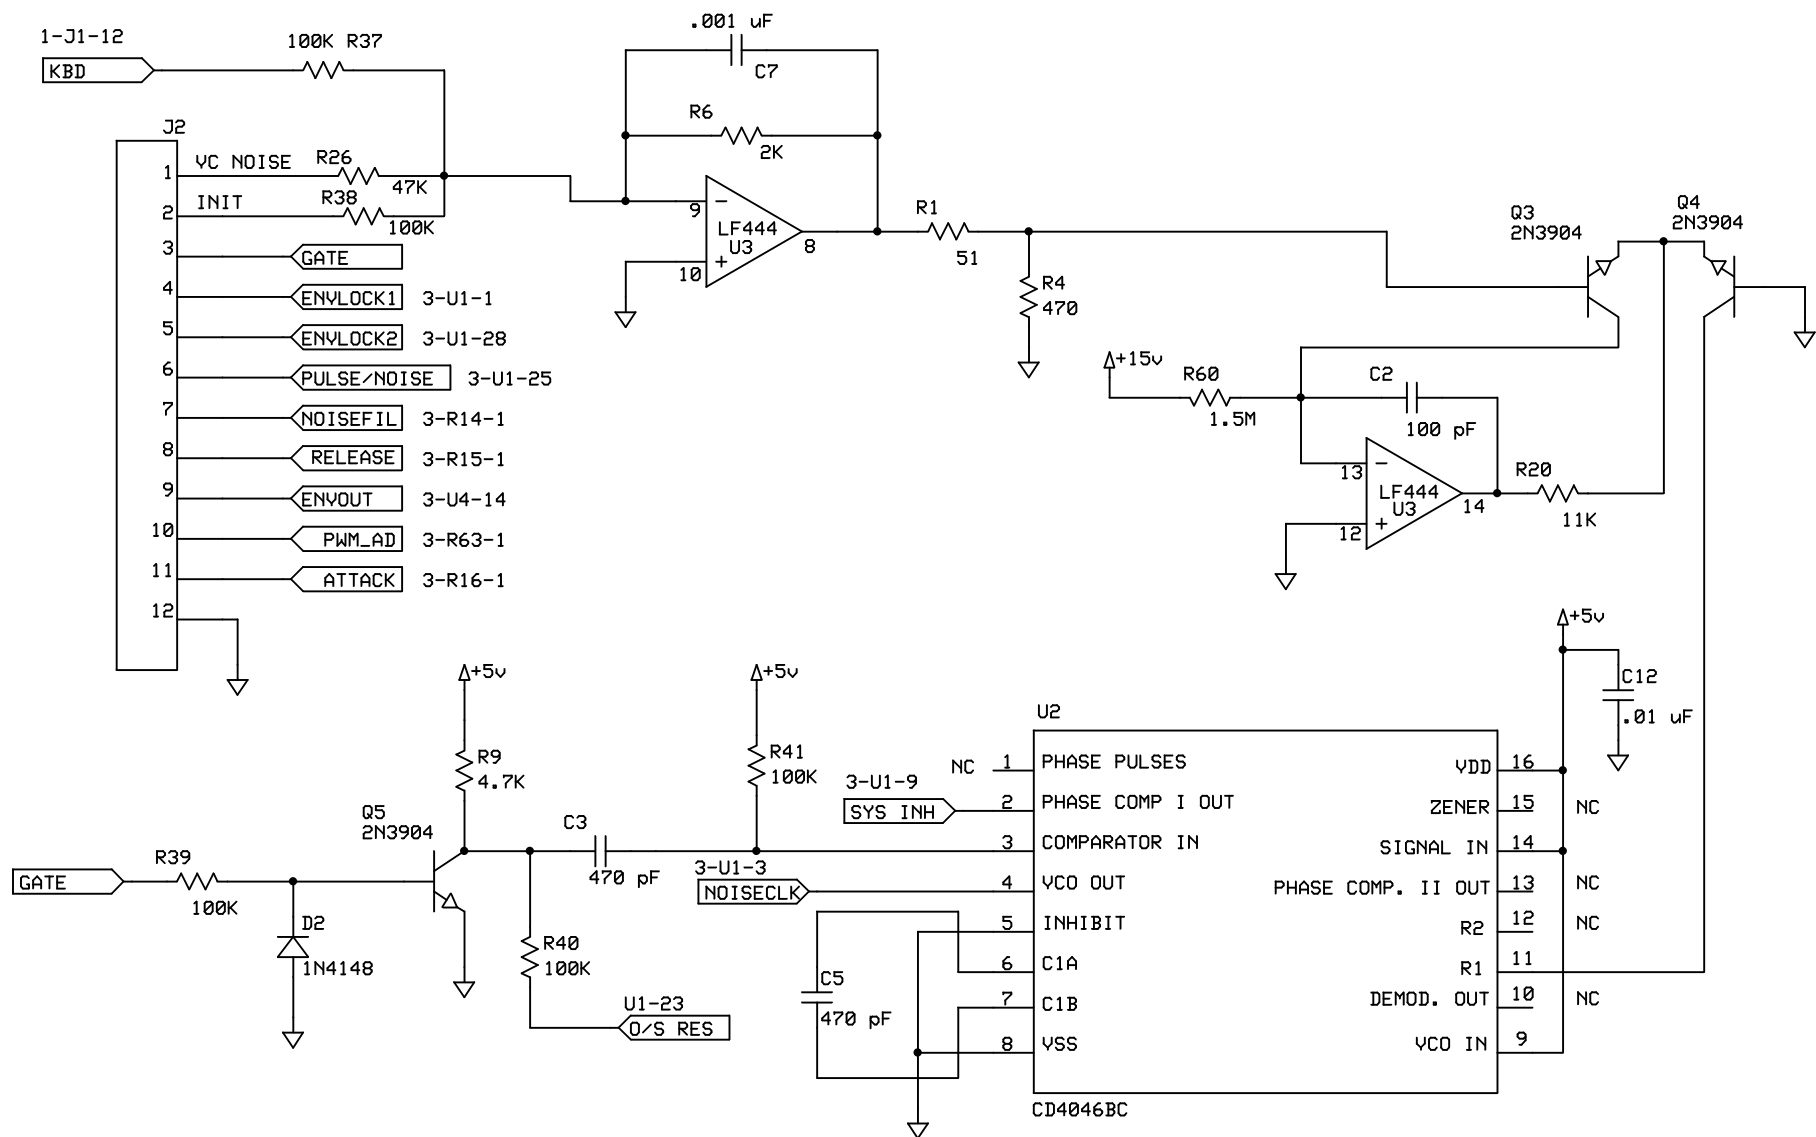 .001 uF
C7
1-J1-12
KBD
100K R37
R6
2K
J2
1 VC NOISE R26 47K
2 INIT R38 100K
3 GATE
4 ENVLOCK1 3-U1-1
5 ENVLOCK2 3-U1-28
6 PULSE/NOISE 3-U1-25
7 NOISEFIL 3-R14-1
8 RELEASE 3-R15-1
9 ENVOUT 3-U4-14
10 PWM_AD 3-R63-1
11 ATTACK 3-R16-1
12
9 -
LF444
U3
8
10 +
R1
51
R4
470
Q3
2N3904
Q4
2N3904
+15v
R60
1.5M
C2
100 pF
13 -
LF444
U3
14
12 +
R20
11K
+5v
C12
.01 uF
+5v
R9
4.7K
+5v
R41
100K
Q5
2N3904
C3
470 pF
GATE
R39
100K
D2
1N4148
R40
100K
U1-23
O/S RES
3-U1-9
SYS INH
3-U1-3
NOISECLK
C5
470 pF
U2
NC 1 PHASE PULSES
2 PHASE COMP I OUT
3 COMPARATOR IN
4 VCO OUT
5 INHIBIT
6 C1A
7 C1B
8 VSS
VDD 16
ZENER 15 NC
SIGNAL IN 14
PHASE COMP. II OUT 13 NC
R2 12 NC
R1 11
DEMOD. OUT 10 NC
VCO IN 9
CD4046BC